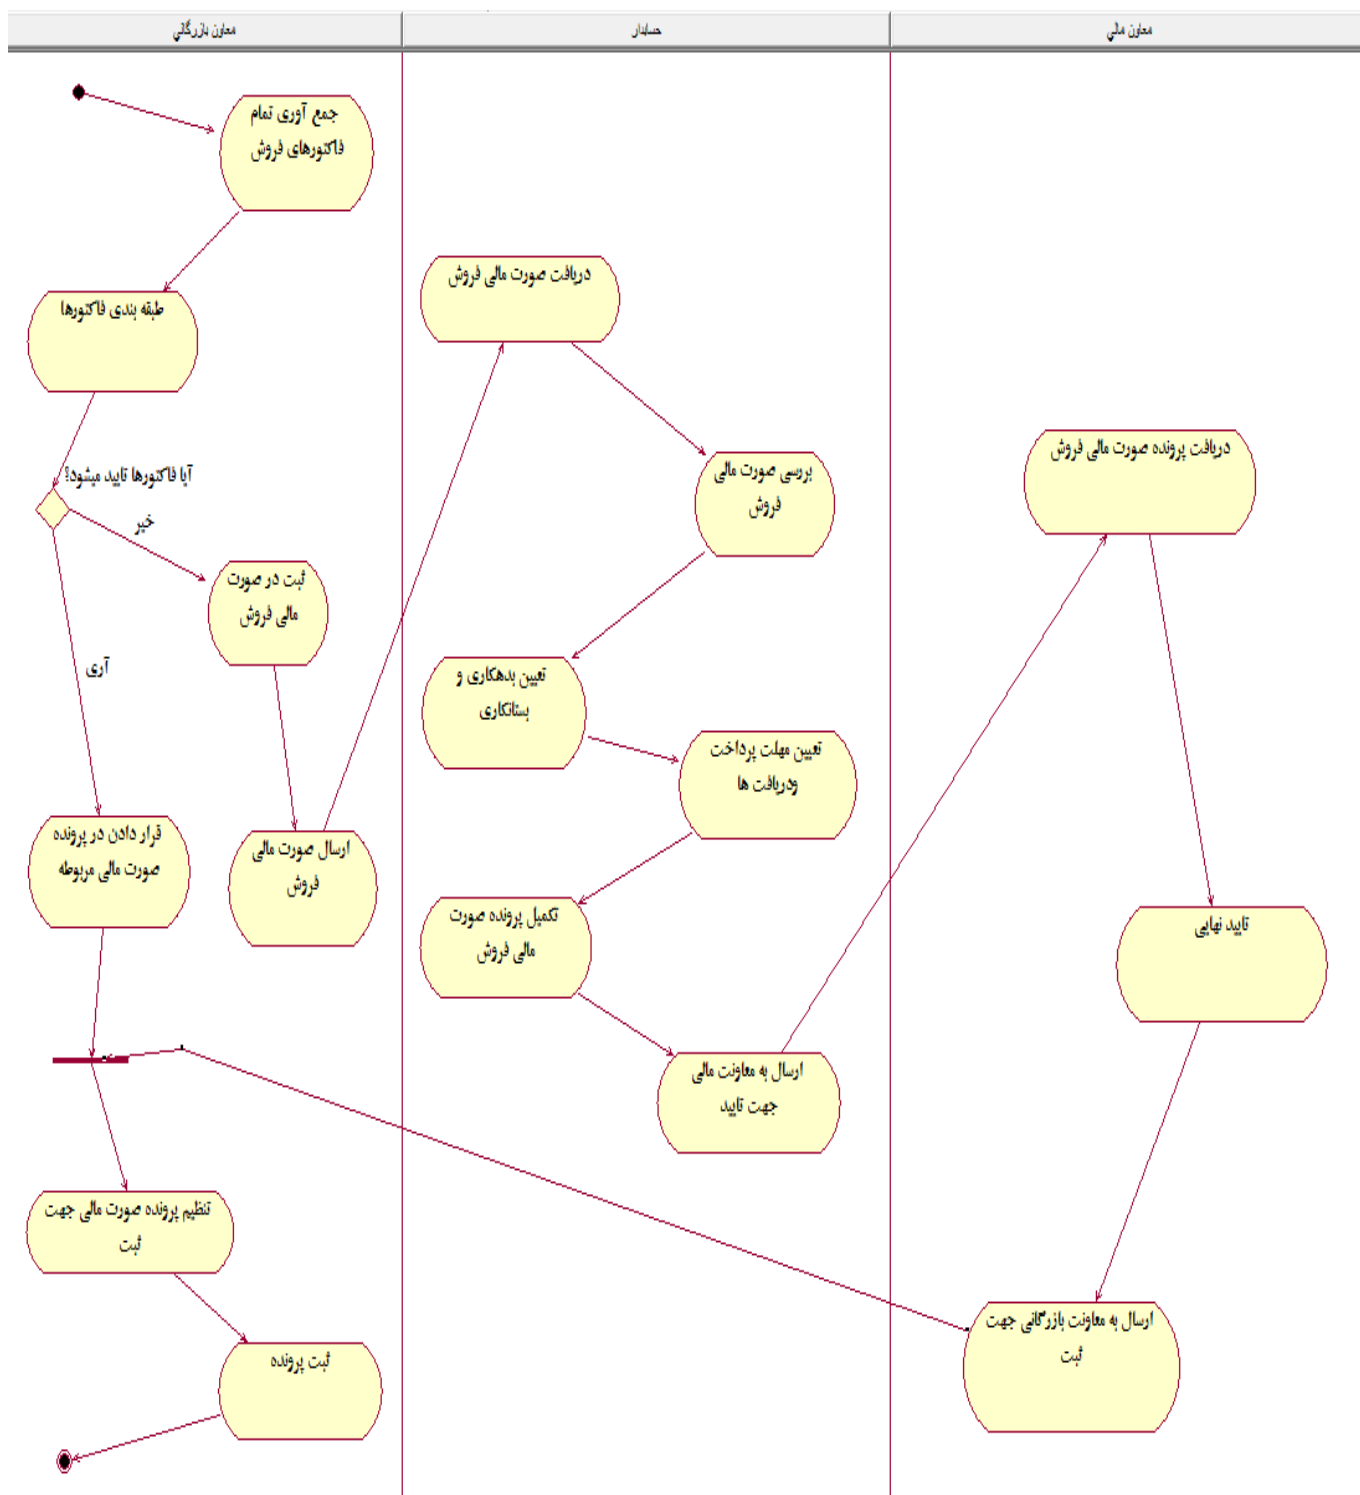 معاون بازرگاني
حسابدار
معاون مالي
جمع آوری تمام
فاکتورهای فروش
طبقه بندی فاکتورها
آیا فاکتورها تایید میشود؟
خیر
آری
ثبت در صورت
مالی فروش
قرار دادن در پرونده
صورت مالی مربوطه
ارسال صورت مالی
فروش
تنظیم پرونده صورت مالی جهت
ثبت
ثبت پرونده
دریافت صورت مالی فروش
بررسی صورت مالی
فروش
تعیین بدهکاری و
بستانکاری
تعیین مهلت پرداخت
ودریافت ها
تکمیل پرونده صورت
مالی فروش
ارسال به معاونت مالی
جهت تایید
دریافت پرونده صورت مالی فروش
تایید نهایی
ارسال به معاونت بازرگانی جهت
ثبت